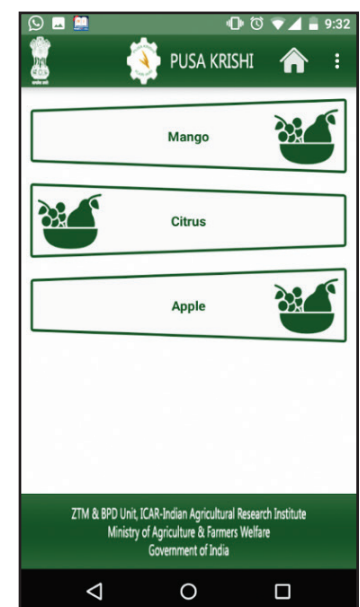 9:32
PUSA KRISHI
Mango
Citrus
Apple
ZTM & BPD Unit, ICAR-Indian Agricultural Research Institute
Ministry of Agriculture & Farmers Welfare
Government of India